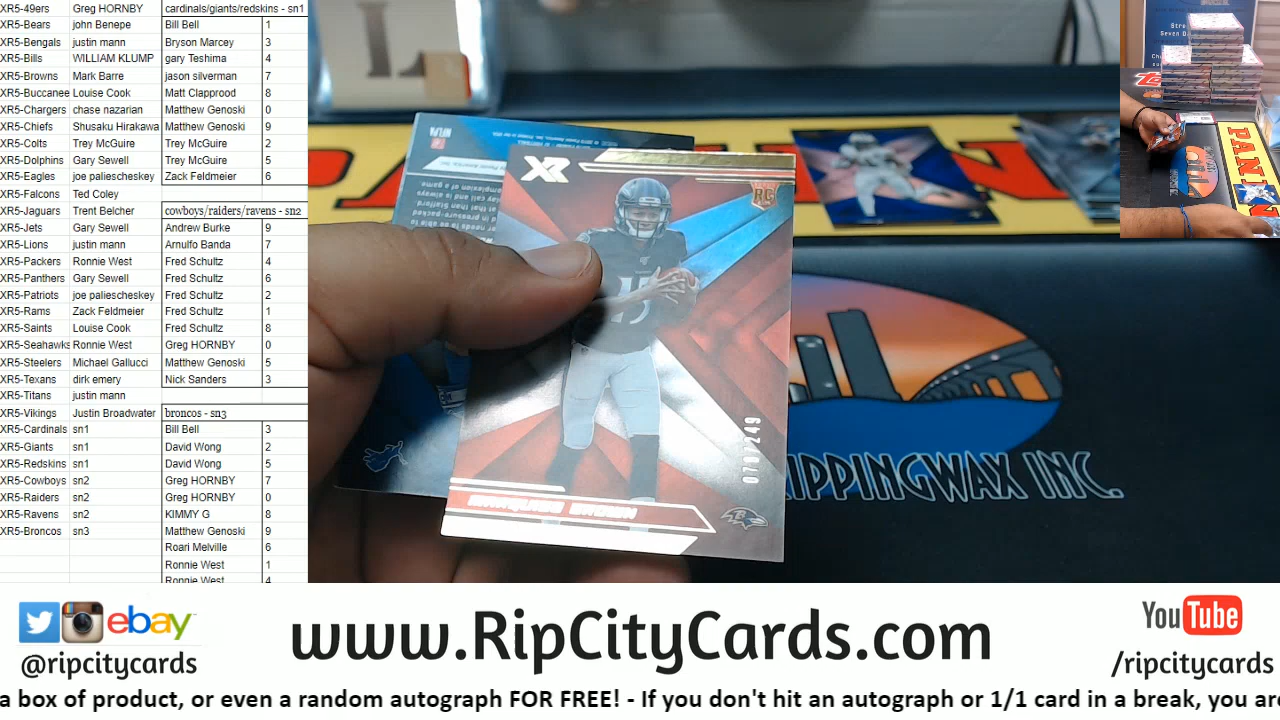 XR5-49ers Greg HORNBY cardinals/giants/redskins - sn1
XR5-Bears john Benepe Bill Bell 1
XR5-Bengals justin mann Bryson Marcey 3
XR5-Bills WILLIAM KLUMP gary Teshima 4
XR5-Browns Mark Barre jason silverman 7
XR5-Buccanee Louise Cook Matt Clapprood 8
XR5-Chargers chase nazarian Matthew Genoski 0
XR5-Chiefs Shusaku Hirakawa Matthew Genoski 9
XR5-Colts Trey McGuire Trey McGuire 2
XR5-Dolphins Gary Sewell Trey McGuire 5
XR5-Eagles joe paliescheskey Zack Feldmeier 6
XR5-Falcons Ted Coley
XR5-Jaguars Trent Belcher cowboys/raiders/ravens - sn2
XR5-Jets Gary Sewell Andrew Burke 9
XR5-Lions justin mann Arnulfo Banda 7
XR5-Packers Ronnie West Fred Schultz 4
XR5-Panthers Gary Sewell Fred Schultz 6
XR5-Patriots joe paliescheskey Fred Schultz 2
XR5-Rams Zack Feldmeier Fred Schultz 1
XR5-Saints Louise Cook Fred Schultz 8
XR5-Seahawks Ronnie West Greg HORNBY 0
XR5-Steelers Michael Gallucci Matthew Genoski 5
XR5-Texans dirk emery Nick Sanders 3
XR5-Titans justin mann
XR5-Vikings Justin Broadwater broncos - sn3
XR5-Cardinals sn1 Bill Bell 3
XR5-Giants sn1 David Wong 2
XR5-Redskins sn1 David Wong 5
XR5-Cowboys sn2 Greg HORNBY 7
XR5-Raiders sn2 Greg HORNBY 0
XR5-Ravens sn2 KIMMY G 8
XR5-Broncos sn3 Matthew Genoski 9
Roari Melville 6
Ronnie West 1
Ronnie West 4
XR
RC
15
MARQUISE BROWN
PANINI
RIPPINGWAX INC.
ebay
@ripcitycards
www.RipCityCards.com
YouTube
/ripcitycards
a box of product, or even a random autograph FOR FREE! - If you don't hit an autograph or 1/1 card in a break, you are